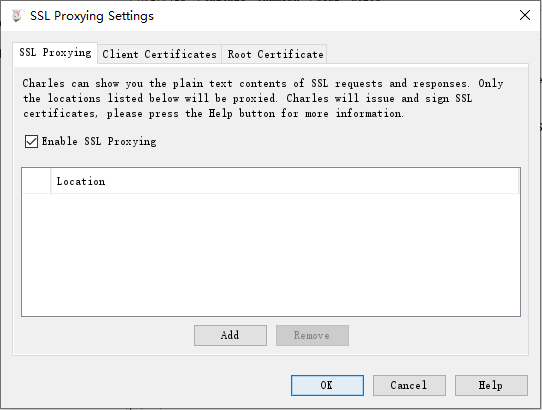 SSL Proxying Settings
SSL Proxying Client Certificates Root Certificate
Charles can show you the plain text contents of SSL requests and responses. Only
the locations listed below will be proxied. Charles will issue and sign SSL
certificates, please press the Help button for more information.
Enable SSL Proxying
Location
Add Remove
OK Cancel Help